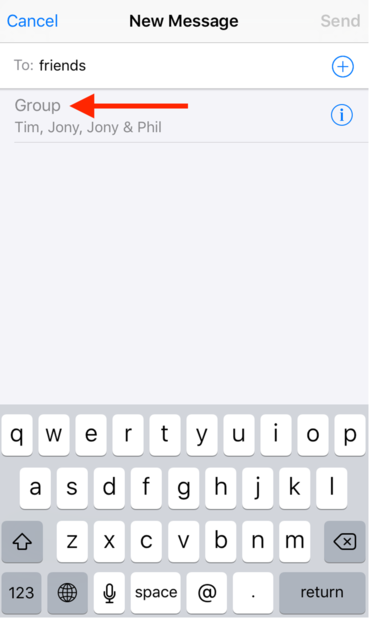 Cancel New Message Send
To: friends
Group
Tim, Jony, Jony & Phil
q w e r t y u i o p
a s d f g h j k l
z x c v b n m
123 space @ . return